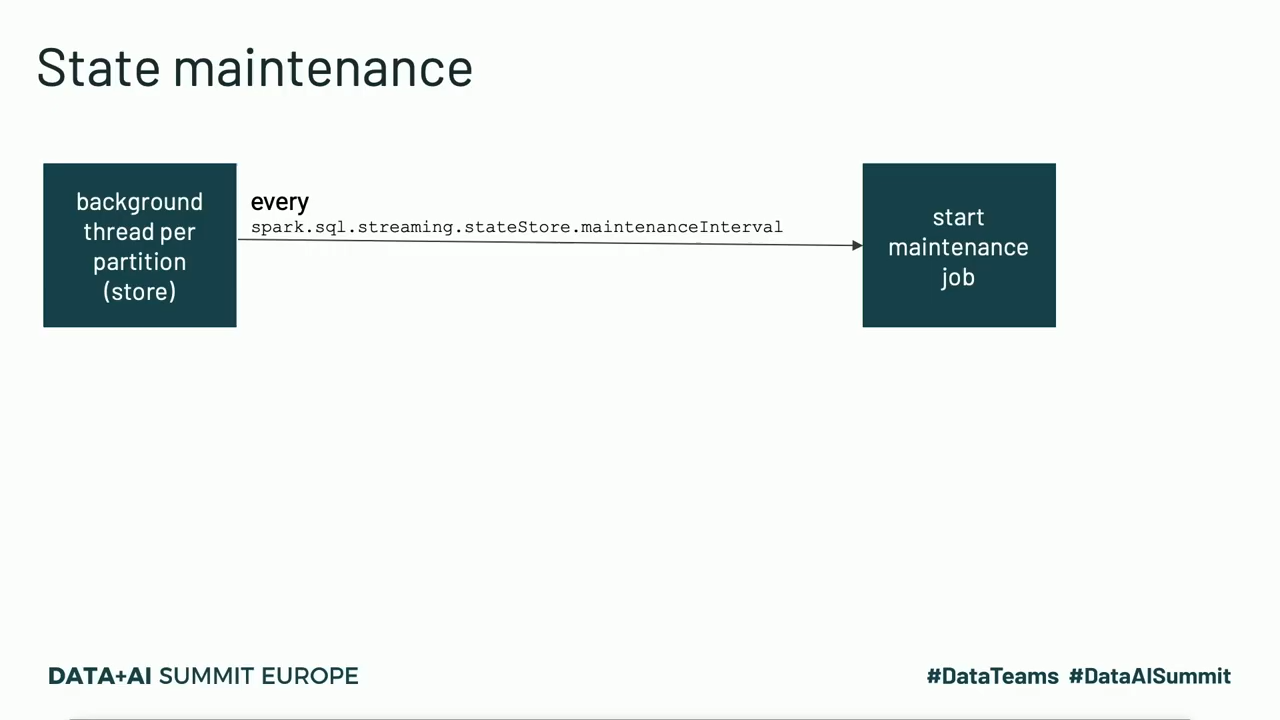 State maintenance
background
thread per
partition
(store)
every
spark.sql.streaming.stateStore.maintenanceInterval
start
maintenance
job
DATA+AI SUMMIT EUROPE
#DataTeams #DataAISummit